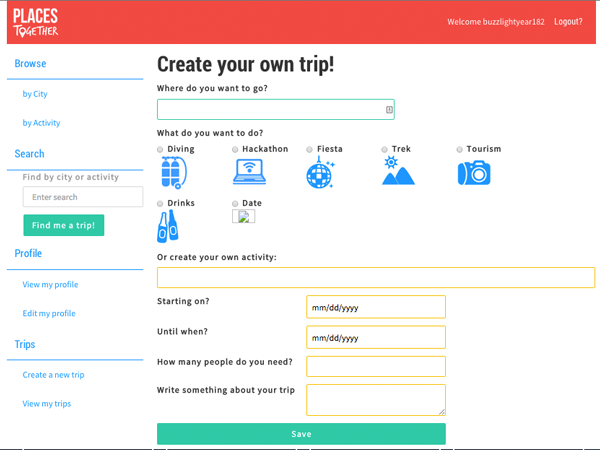 PLACES
TOGETHER
Welcome buzzlightyear182 Logout?
Browse
by City
by Activity
Search
Find by city or activity
Enter search
Find me a trip!
Profile
View my profile
Edit my profile
Trips
Create a new trip
View my trips
Create your own trip!
Where do you want to go?
What do you want to do?
Diving Hackathon Fiesta Trek Tourism
Drinks Date
Or create your own activity:
Starting on? mm/dd/yyyy
Until when? mm/dd/yyyy
How many people do you need?
Write something about your trip
Save